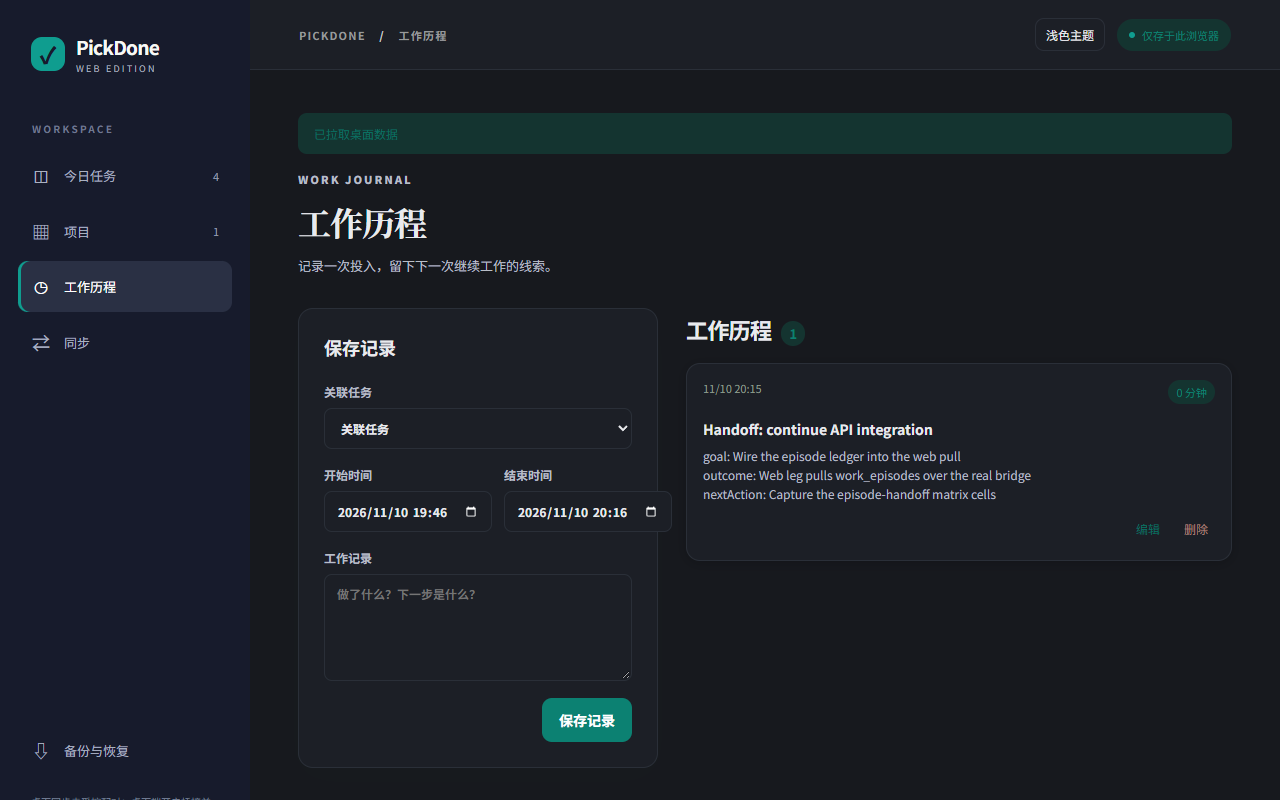 PickDone
WEB EDITION
WORKSPACE
今日任务 4
项目 1
工作历程
同步
备份与恢复
PICKDONE / 工作历程
浅色主题
仅存于此浏览器
已拉取桌面数据
WORK JOURNAL
工作历程
记录一次投入，留下下一次继续工作的线索。
保存记录
关联任务
关联任务
开始时间 结束时间
2026/11/10 19:46 2026/11/10 20:16
工作记录
做了什么？下一步是什么？
保存记录
工作历程 1
11/10 20:15 0 分钟
Handoff: continue API integration
goal: Wire the episode ledger into the web pull
outcome: Web leg pulls work_episodes over the real bridge
nextAction: Capture the episode-handoff matrix cells
编辑 删除